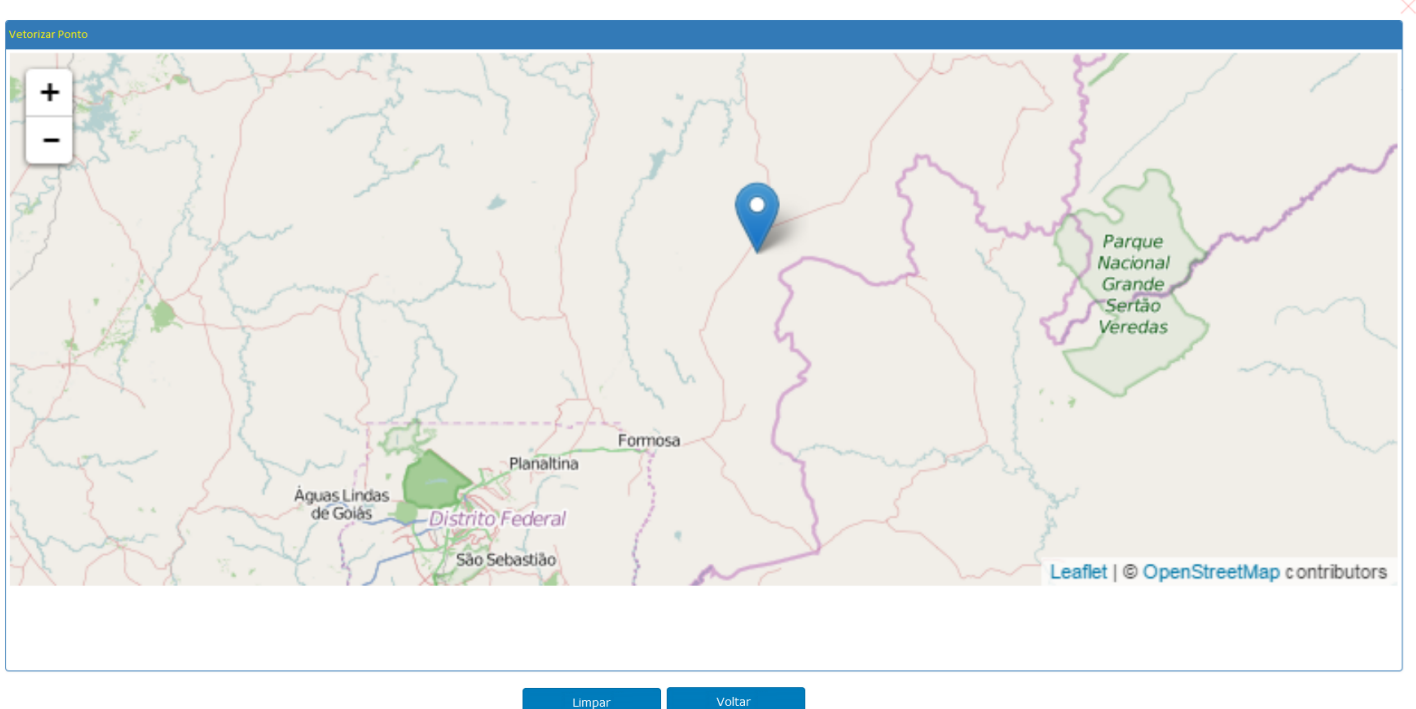 Vetorizar Ponto
+
−
Parque
Nacional
Grande
Sertão
Veredas
Formosa
Planaltina
Águas Lindas
de Goiás
Distrito Federal
São Sebastião
Leaflet | © OpenStreetMap contributors
Limpar
Voltar